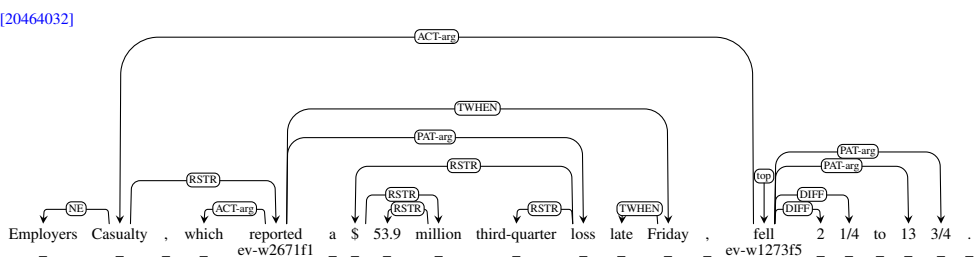 [20464032]
ACT-arg
TWHEN
PAT-arg PAT-arg
RSTR PAT-arg
RSTR top
RSTR DIFF
NE ACT-arg RSTR RSTR TWHEN DIFF
Employers Casualty , which reported a $ 53.9 million third-quarter loss late Friday , fell 2 1/4 to 13 3/4 .
_ _ _ _ ev-w2671f1 _ _ _ _ _ _ _ _ _ ev-w1273f5 _ _ _ _ _ _